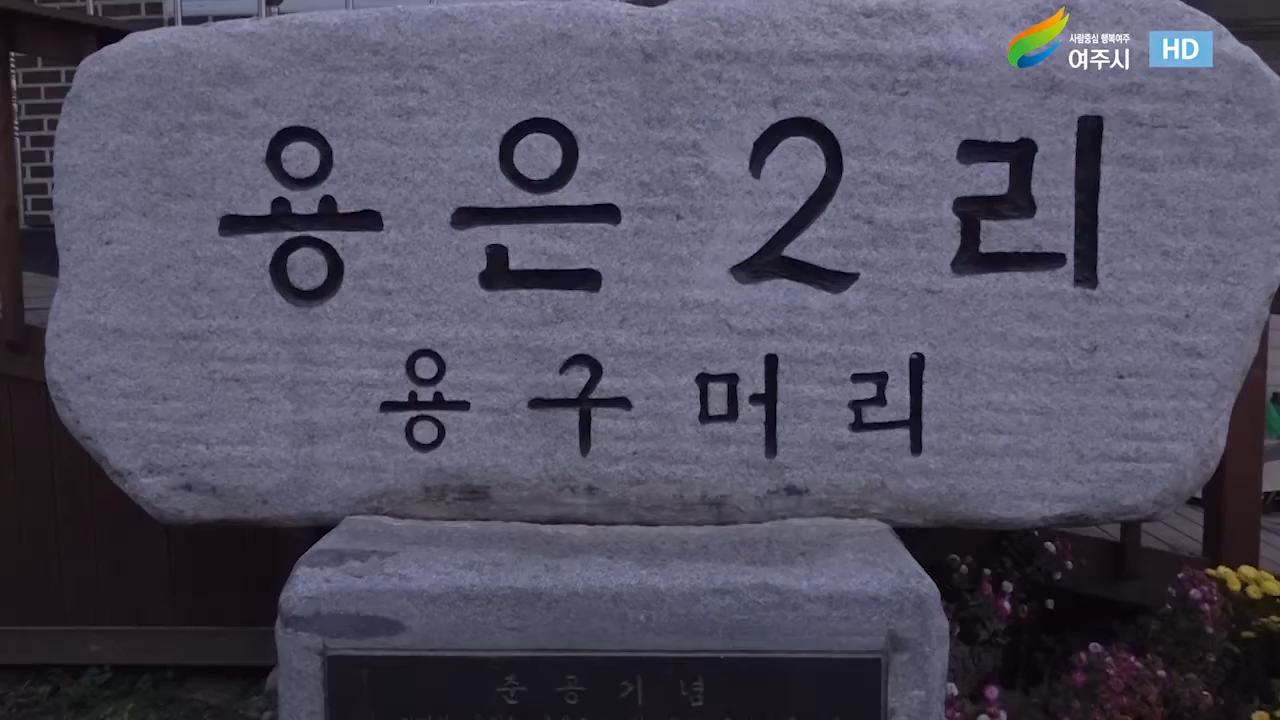 사람중심 행복여주
여주시
HD
용은2리
용구머리
준공기념